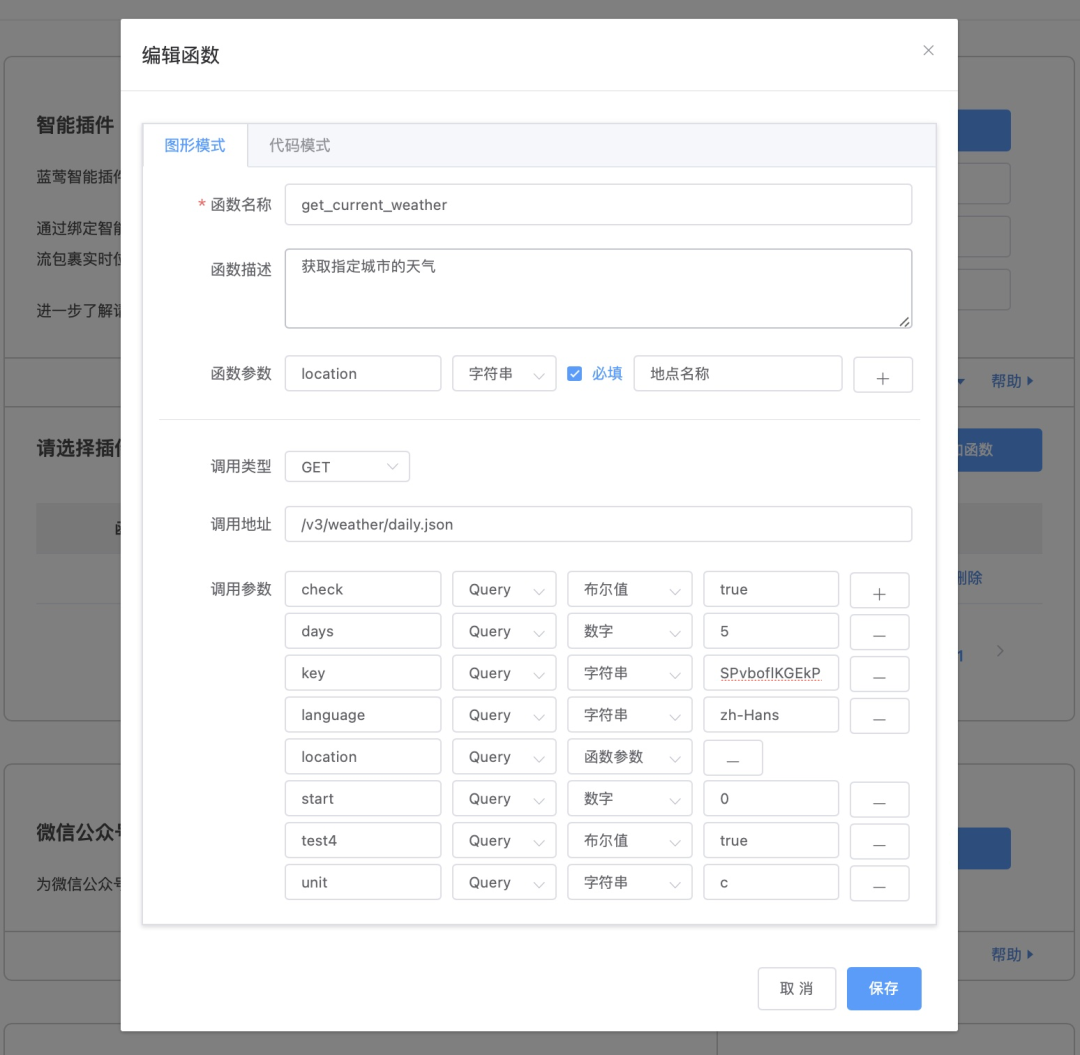 编辑函数
图形模式 代码模式
* 函数名称 get_current_weather
函数描述 获取指定城市的天气
函数参数 location 字符串 必填 地点名称 +
调用类型 GET
调用地址 /v3/weather/daily.json
调用参数 check Query 布尔值 true +
days Query 数字 5 —
key Query 字符串 SPvboflKGEkP —
language Query 字符串 zh-Hans —
location Query 函数参数 —
start Query 数字 0 —
test4 Query 布尔值 true —
unit Query 字符串 c —
取消 保存
智能插件
蓝莺智能插件
通过绑定智能
流包裹实时位
进一步了解
帮助
请选择插件
函数
删除
1
微信公众号
为微信公众号
帮助